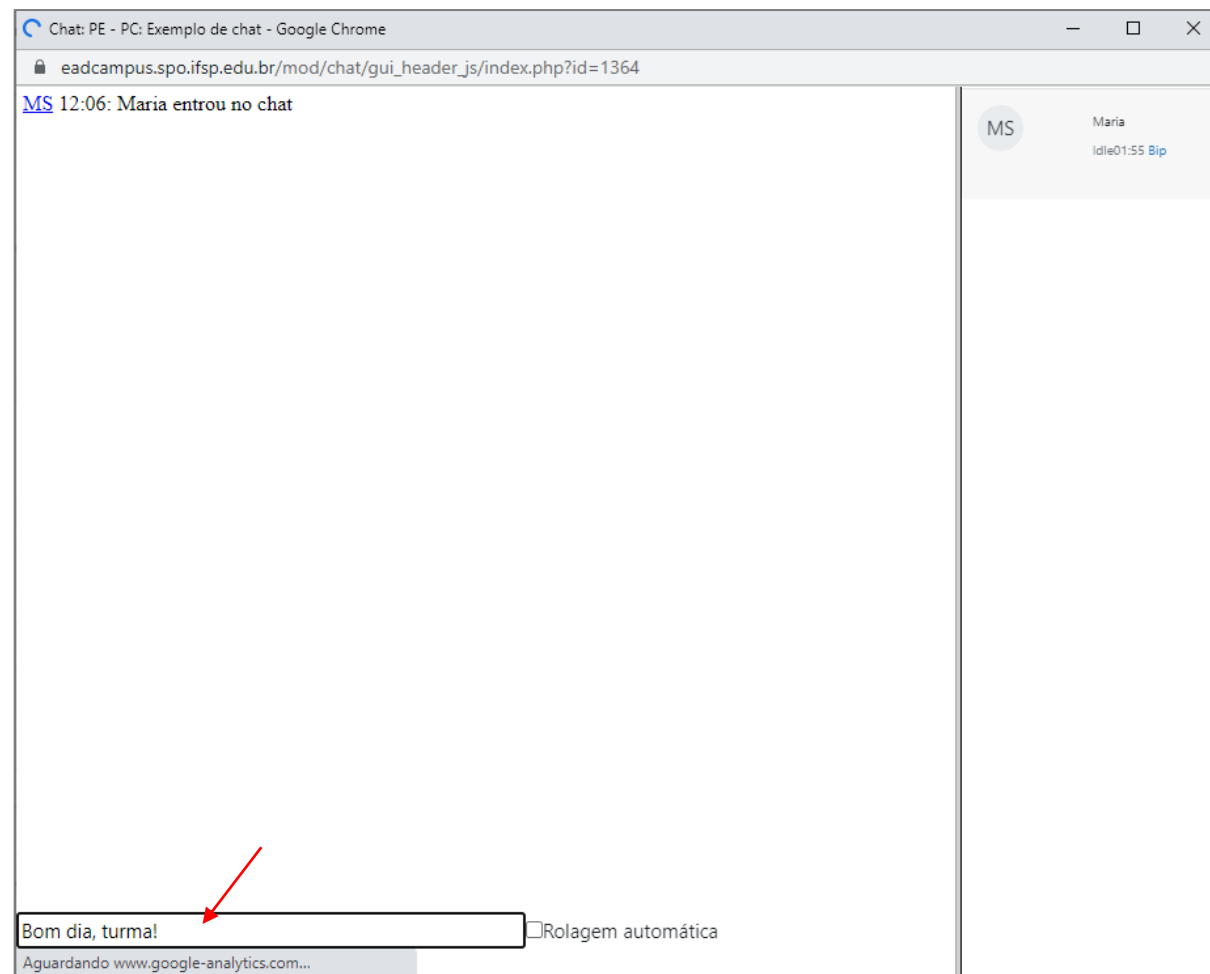 Chat: PE - PC: Exemplo de chat - Google Chrome
eadcampus.spo.ifsp.edu.br/mod/chat/gui_header_js/index.php?id=1364
MS 12:06: Maria entrou no chat
MS
Maria
Idle01:55 Bip
Bom dia, turma!
Rolagem automática
Aguardando www.google-analytics.com...